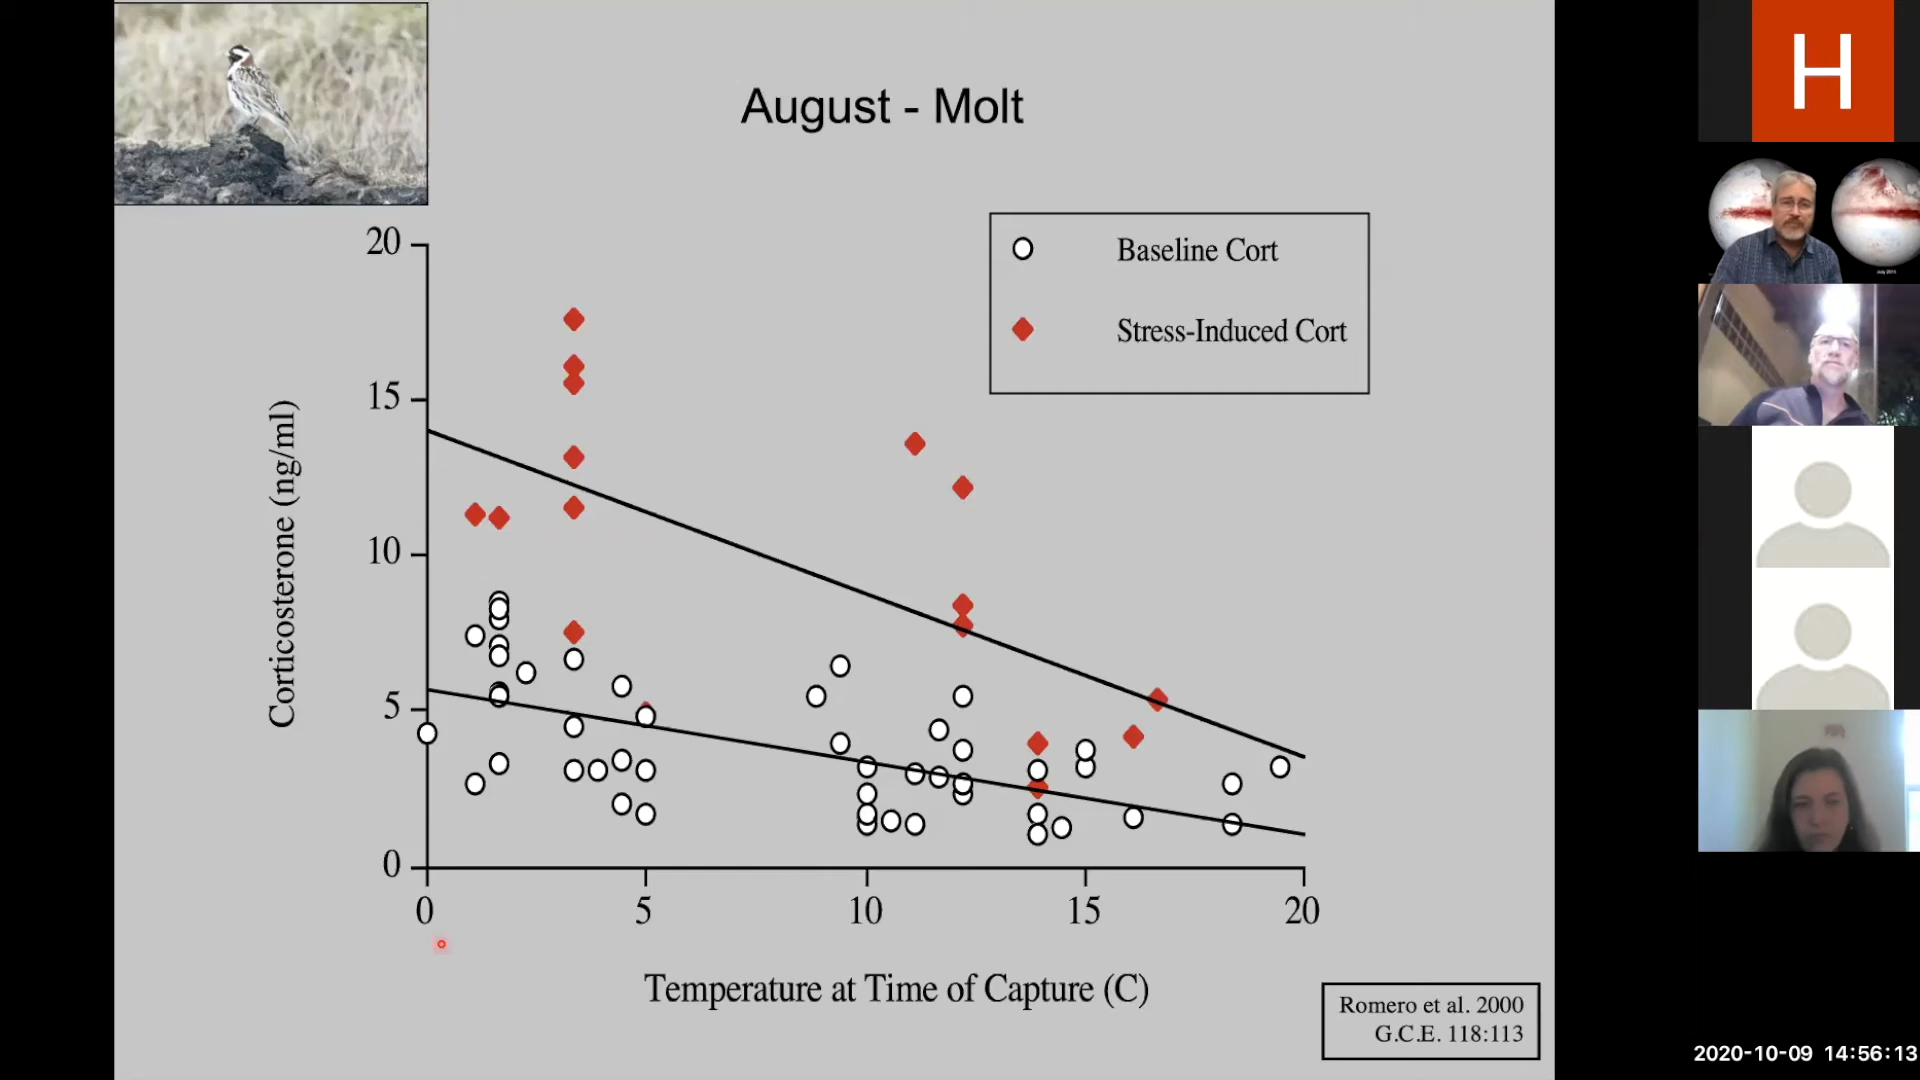 August - Molt
Baseline Cort
Stress-Induced Cort
Corticosterone (ng/ml)
20
15
10
5
0
0 5 10 15 20
Temperature at Time of Capture (C)
Romero et al. 2000
G.C.E. 118:113
H
2020-10-09 14:56:13